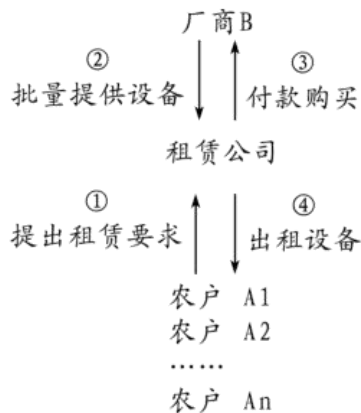 厂商B
②
批量提供设备
③
付款购买
租赁公司
①
提出租赁要求
④
出租设备
农户 A1
农户 A2
……
农户 An